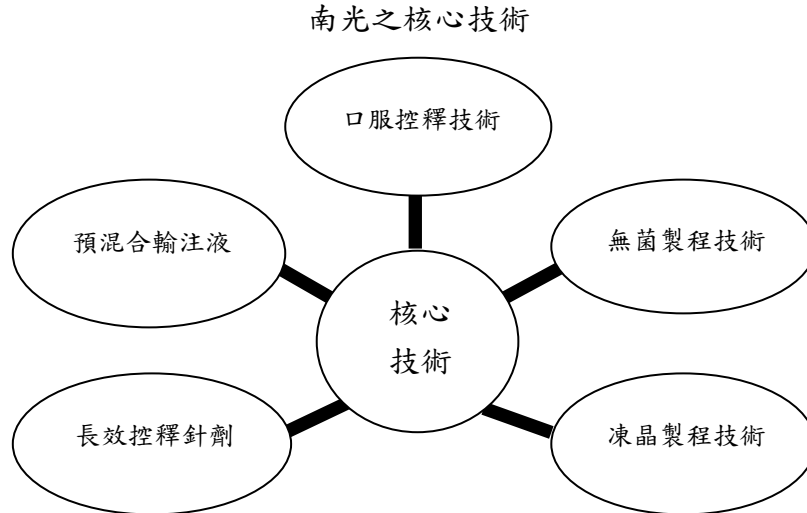 南光之核心技術
口服控釋技術
預混合輸注液
無菌製程技術
核心
技術
長效控釋針劑
凍晶製程技術